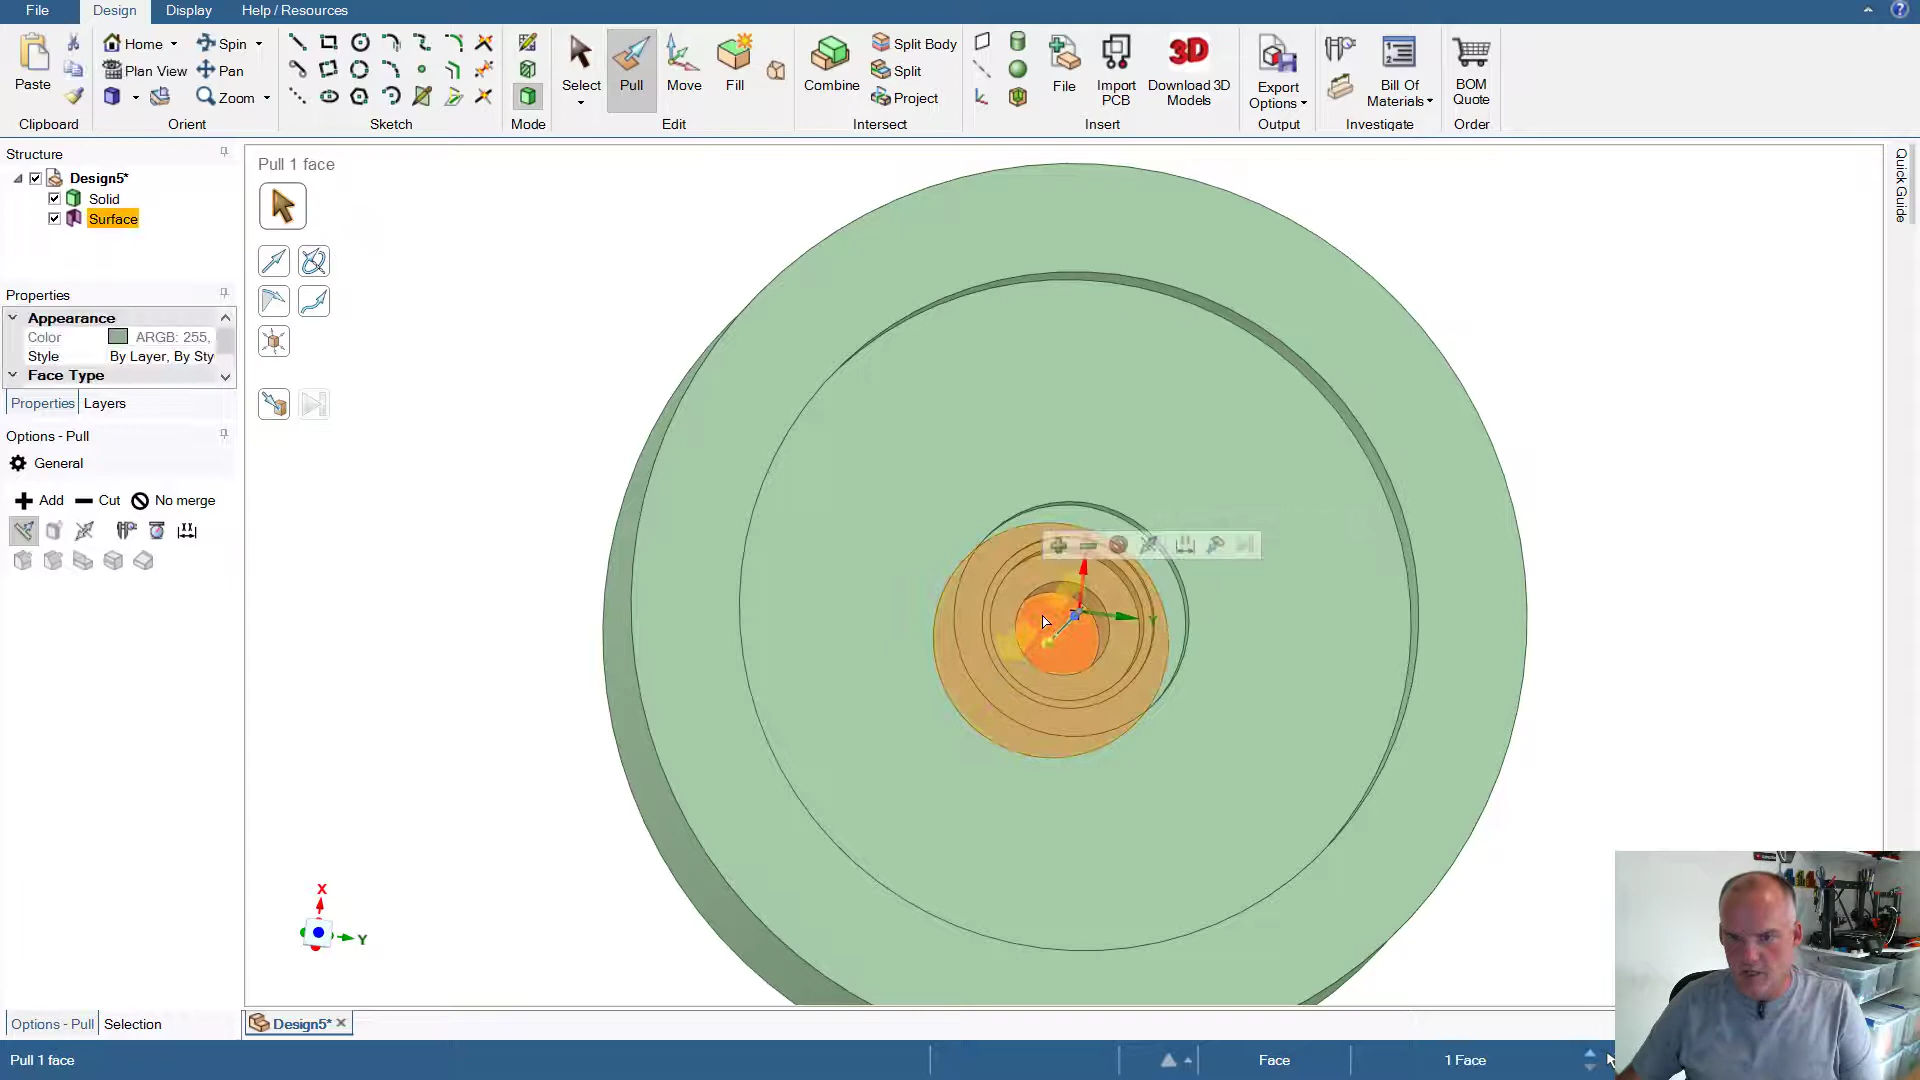 File Design Display Help / Resources
Paste
Home Spin
Plan View Pan
Zoom
Select Pull Move Fill
Combine
Split Body
Split
Project
File Import PCB Download 3D Models
3D
Export Options
Bill Of Materials
BOM Quote
Clipboard Orient Sketch Mode Edit Intersect Insert Output Investigate Order
Structure
Design5*
Solid
Surface
Properties
Appearance
Color ARGB: 255,
Style By Layer, By Sty
Face Type
Properties Layers
Options - Pull
General
Add Cut No merge
Pull 1 face
Quick Guide
Y
X
Y
Options - Pull Selection
Design5*
Pull 1 face Face 1 Face